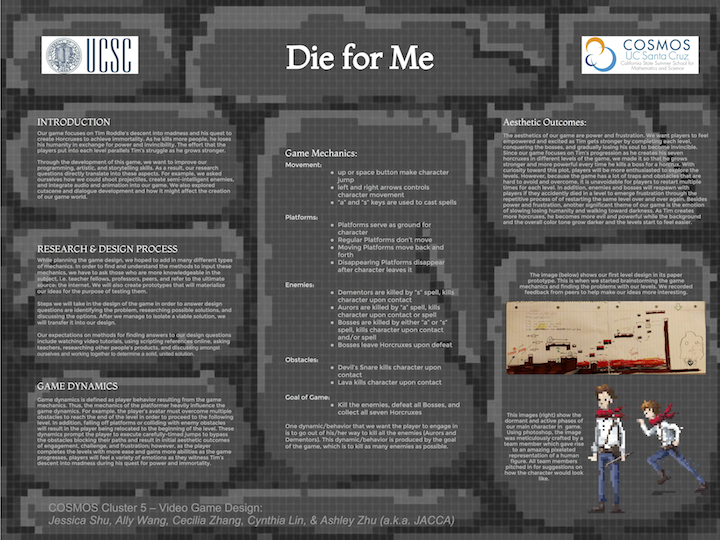 UCSC
Die for Me
COSMOS
UC Santa Cruz
California State Summer School for
Mathematics and Science
INTRODUCTION
Our game focuses on Tim Roddle's descent into madness and his quest to
create Horcruxes to achieve immortality. As he kills more people, he loses
his humanity in exchange for power and invincibility. The effort that the
players put into each level parallels Tim's struggle as he grows stronger.
Through the development of this game, we want to improve our
programming, artistic, and storytelling skills. As a result, our research
questions directly translate into these aspects. For example, we asked
ourselves how we could shoot projectiles, create semi-intelligent enemies,
and integrate audio and animation into our game. We also explored
cutscene and dialogue development and how it might affect the creation
of our game world.
RESEARCH & DESIGN PROCESS
While planning the game design, we hoped to add in many different types
of mechanics. In order to find and understand the methods to input these
mechanics, we have to ask those who are more knowledgeable in the
subject, i.e. teacher fellows, professors, peers, and refer to the ultimate
source: the internet. We will also create prototypes that will materialize
our ideas for the purpose of testing them.
Steps we will take in the design of the game in order to answer design
questions are identifying the problem, researching possible solutions, and
discussing the options. After we manage to isolate a viable solution, we
will transfer it into our design.
Our expectations on methods for finding answers to our design questions
include watching video tutorials, using scripting references online, asking
teachers, researching other people's products, and discussing amongst
ourselves and working together to determine a solid, united solution.
GAME DYNAMICS
Game dynamics is defined as player behavior resulting from the game
mechanics. Thus, the mechanics of the platformer heavily influence the
game dynamics. For example, the player's avatar must overcome multiple
obstacles to reach the end of level in order to proceed to the following
level. In addition, falling off platforms or colliding with enemy obstacles
will result in the player being relocated to the beginning of the level. These
dynamics prompt the player to execute carefully-timed jumps to bypass
the obstacles blocking their paths and result in initial aesthetic outcomes
of engagement, challenge, and frustration. However, as the player
completes the levels with more ease and gains more abilities as the game
progresses, players will feel a variety of emotions as they witness Tim's
descent into madness during his quest for power and immortality.
Game Mechanics:
Movement:
● up or space button make character
jump
● left and right arrows controls
character movement
● "a" and "s" keys are used to cast spells
Platforms:
● Platforms serve as ground for
character
● Regular Platforms don't move
● Moving Platforms move back and
forth
● Disappearing Platforms disappear
after character leaves it
Enemies:
● Dementors are killed by "s" spell, kills
character upon contact
● Aurors are killed by "a" spell, kills
character upon contact or spell
● Bosses are killed by either "a" or "s"
spell, kills character upon contact
and/or spell
● Bosses leave Horcruxes upon defeat
Obstacles:
● Devil's Snare kills character upon
contact
● Lava kills character upon contact
Goal of Game:
● Kill the enemies, defeat all Bosses, and
collect all seven Horcruxes
One dynamic/behavior that we want the player to engage in
is to go out of his/her way to kill all the enemies (Aurors and
Dementors). This dynamic/behavior is produced by the goal
of the game, which is to kill as many enemies as possible.
Aesthetic Outcomes:
The aesthetics of our game are power and frustration. We want players to feel
empowered and excited as Tim gets stronger by completing each level,
conquering the bosses, and gradually losing his soul to become invincible.
Since our game focuses on Tim's progression as he creates his seven
horcruxes in different levels of the game, we made it so that he grows
stronger and more powerful every time he kills a boss for a horcrux. With
curiosity toward this plot, players will be more enthusiastic to explore the
levels. However, because the game has a lot of traps and obstacles that are
hard to avoid and overcome, it is unavoidable for players to restart multiple
times for each level. In addition, enemies and bosses will respawn with
players if they accidentally died in a level to emerge frustration through the
repetitive process of of restarting the same level over and over again. Besides
power and frustration, another significant theme of our game is the emotion
of slowing losing humanity and walking toward darkness. As Tim creates
more horcruxes, he becomes more evil and powerful while the background
and the overall color tone grow darker and the levels start to feel easier.
The image (below) shows our first level design in its paper
prototype. This is when we started brainstorming the game
mechanics and finding the problems with our levels. We recorded
feedback from peers to help make our ideas more interesting.
This images (right) show the
dormant and active phases of
our main character in game.
Using photoshop, the image
was meticulously crafted by a
team member which gave rise
to an amazing pixelated
representation of a human
figure. All team members
pitched in for suggestions on
how the character would look
like.
COSMOS Cluster 5 – Video Game Design:
Jessica Shu, Ally Wang, Cecilia Zhang, Cynthia Lin, & Ashley Zhu (a.k.a. JACCA)